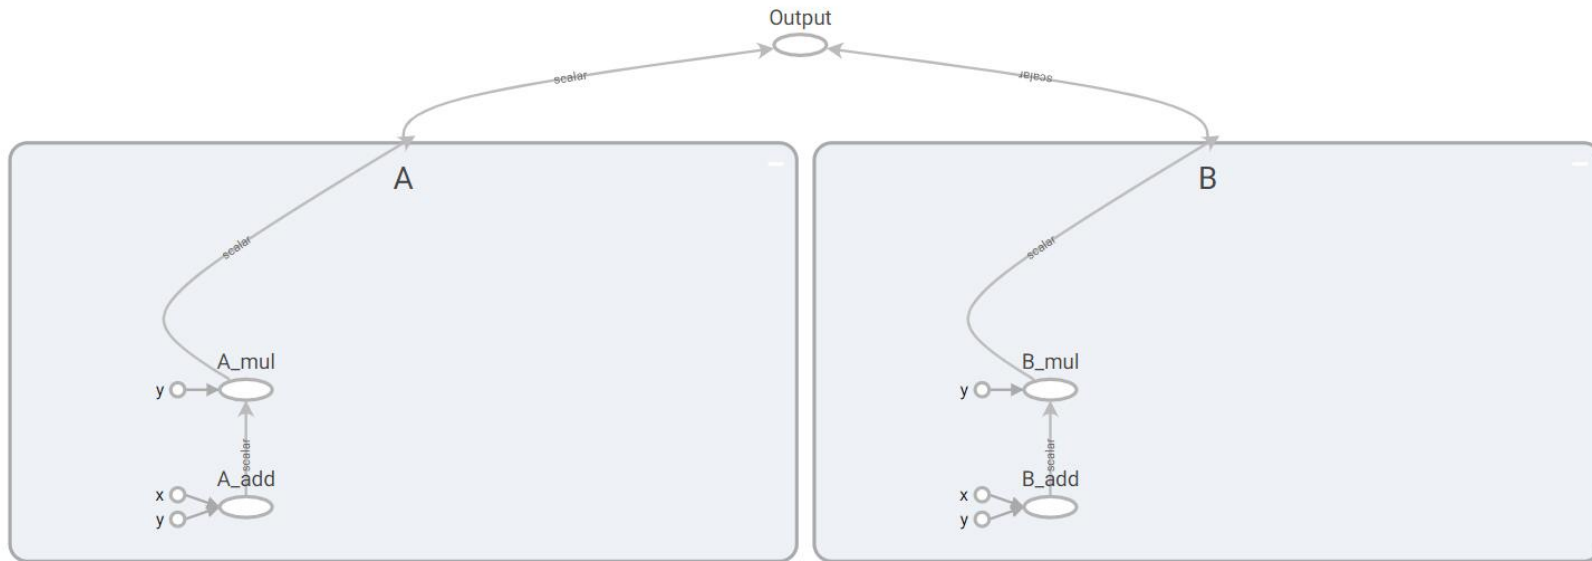 Output
scalar
scalar
A
B
scalar
scalar
A_mul
B_mul
y
y
scalar
scalar
A_add
B_add
x
x
y
y